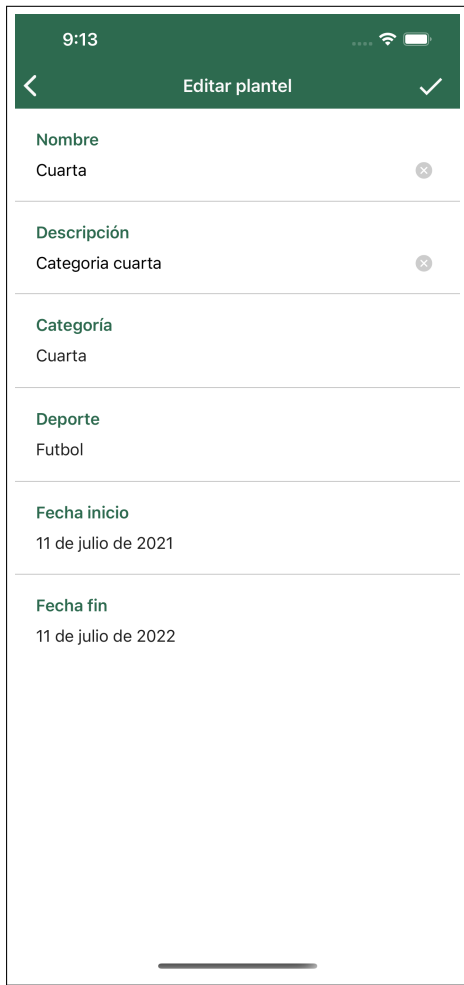 9:13
Editar plantel
Nombre
Cuarta
Descripción
Categoria cuarta
Categoría
Cuarta
Deporte
Futbol
Fecha inicio
11 de julio de 2021
Fecha fin
11 de julio de 2022